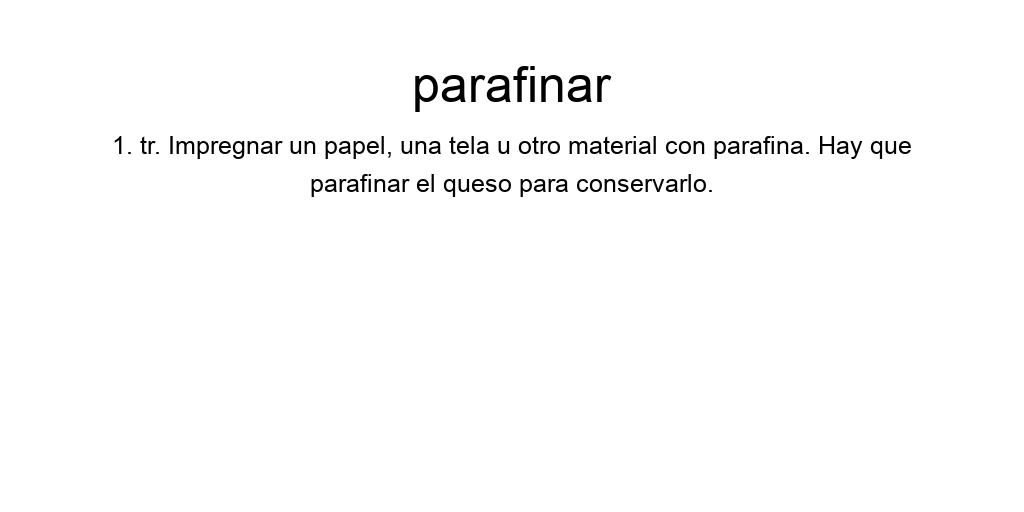 parafinar
1. tr. Impregnar un papel, una tela u otro material con parafina. Hay que
parafinar el queso para conservarlo.